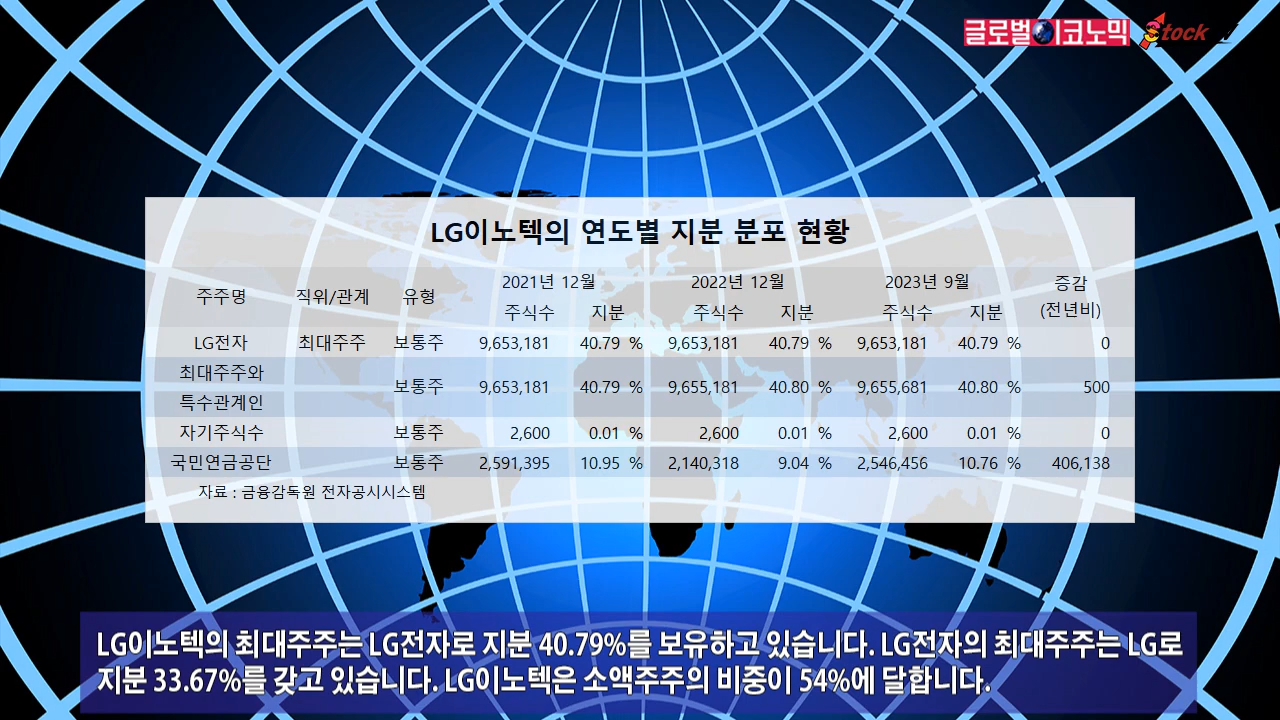 글로벌이코노믹 Stock
LG이노텍의 연도별 지분 분포 현황
주주명 직위/관계 유형 2021년 12월 2022년 12월 2023년 9월 증감 (전년비)
주식수 지분 주식수 지분 주식수 지분
LG전자 최대주주 보통주 9,653,181 40.79 % 9,653,181 40.79 % 9,653,181 40.79 % 0
최대주주와 특수관계인 보통주 9,653,181 40.79 % 9,655,181 40.80 % 9,655,681 40.80 % 500
자기주식수 보통주 2,600 0.01 % 2,600 0.01 % 2,600 0.01 % 0
국민연금공단 보통주 2,591,395 10.95 % 2,140,318 9.04 % 2,546,456 10.76 % 406,138
자료 : 금융감독원 전자공시시스템
LG이노텍의 최대주주는 LG전자로 지분 40.79%를 보유하고 있습니다. LG전자의 최대주주는 LG로
지분 33.67%를 갖고 있습니다. LG이노텍은 소액주주의 비중이 54%에 달합니다.